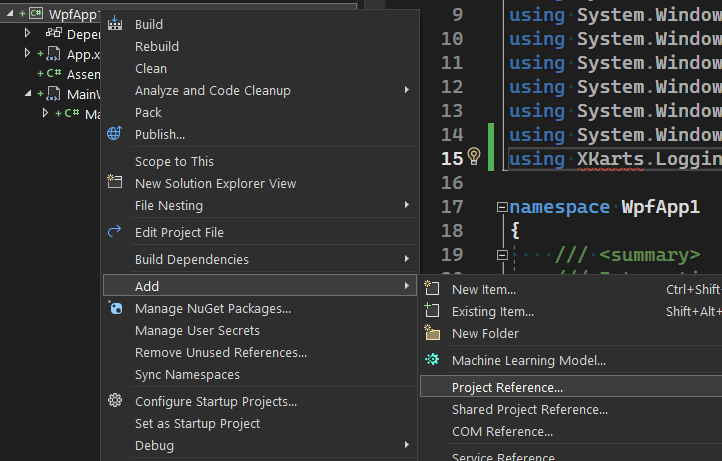 C# WpfApp1
Depe
App.x
C# Assem
MainW
C# Ma
Build
Rebuild
Clean
Analyze and Code Cleanup
Pack
Publish...
Scope to This
New Solution Explorer View
File Nesting
Edit Project File
Build Dependencies
Add
Manage NuGet Packages...
Manage User Secrets
Remove Unused References...
Sync Namespaces
Configure Startup Projects...
Set as Startup Project
Debug
9 using System.Window
10 using System.Window
11 using System.Window
12 using System.Window
13 using System.Window
14 using System.Window
15 using XKarts.Loggin
16
17 namespace WpfApp1
18 {
19 /// <summary>
New Item... Ctrl+Shift
Existing Item... Shift+Alt+
New Folder
Machine Learning Model...
Project Reference...
Shared Project Reference...
COM Reference...
Service Reference